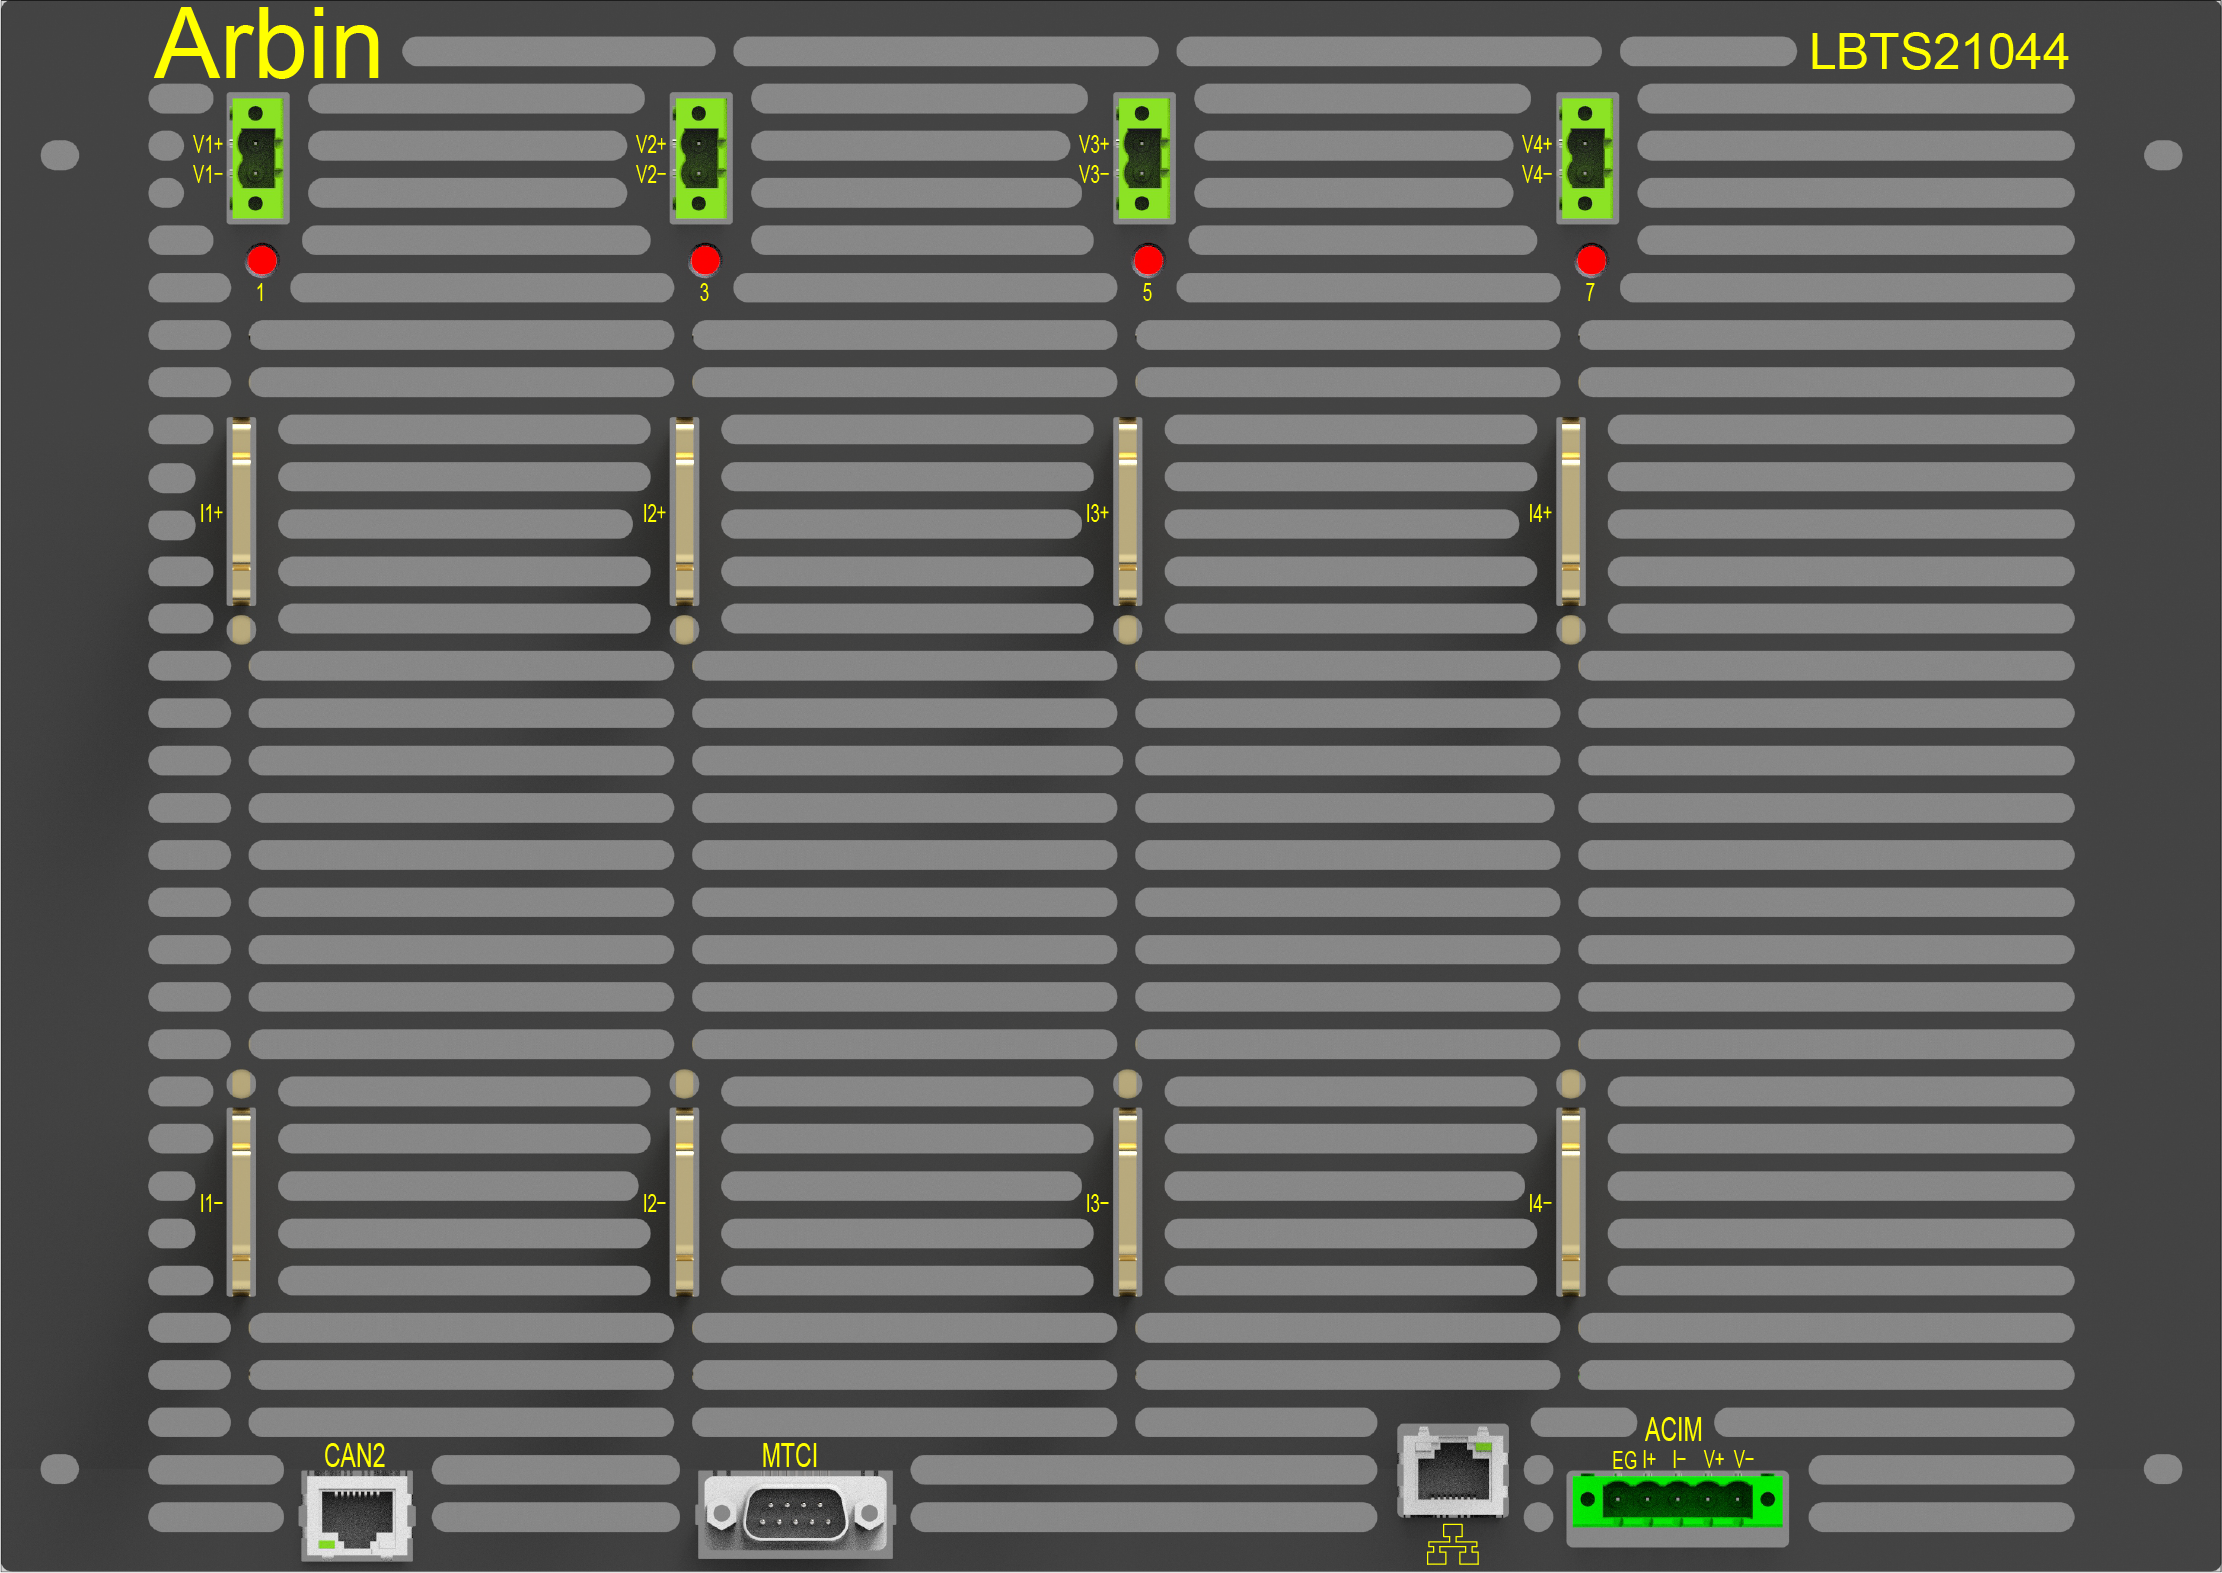 Arbin
LBTS21044
V1+
V2+
V3+
V4+
V1−
V2−
V3−
V4−
1
3
5
7
I1+
I2+
I3+
I4+
I1−
I2−
I3−
I4−
CAN2
MTCI
ACIM
EG I+ I− V+ V−